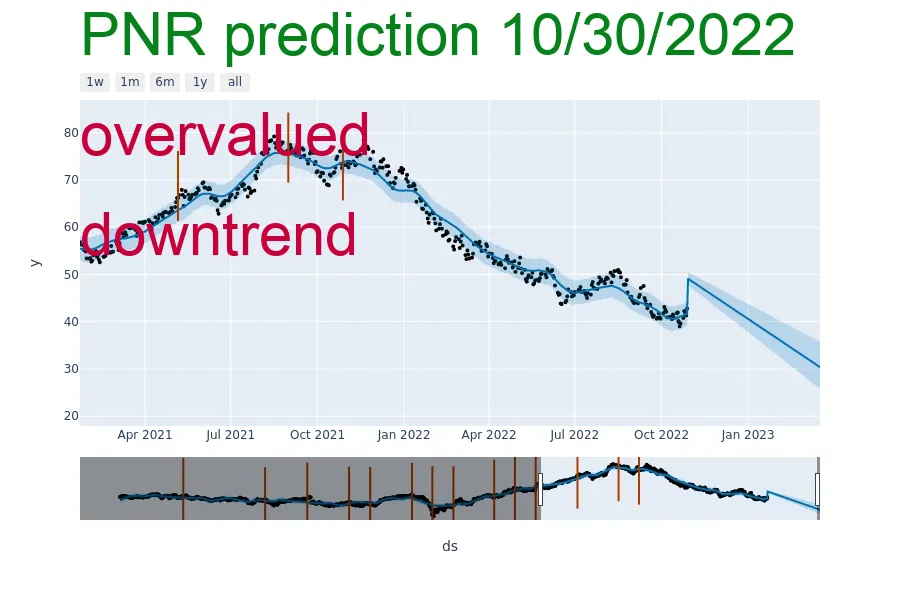 PNR prediction 10/30/2022
1w 1m 6m 1y all
overvalued
downtrend
y
80
70
60
50
40
30
20
Apr 2021 Jul 2021 Oct 2021 Jan 2022 Apr 2022 Jul 2022 Oct 2022 Jan 2023
ds